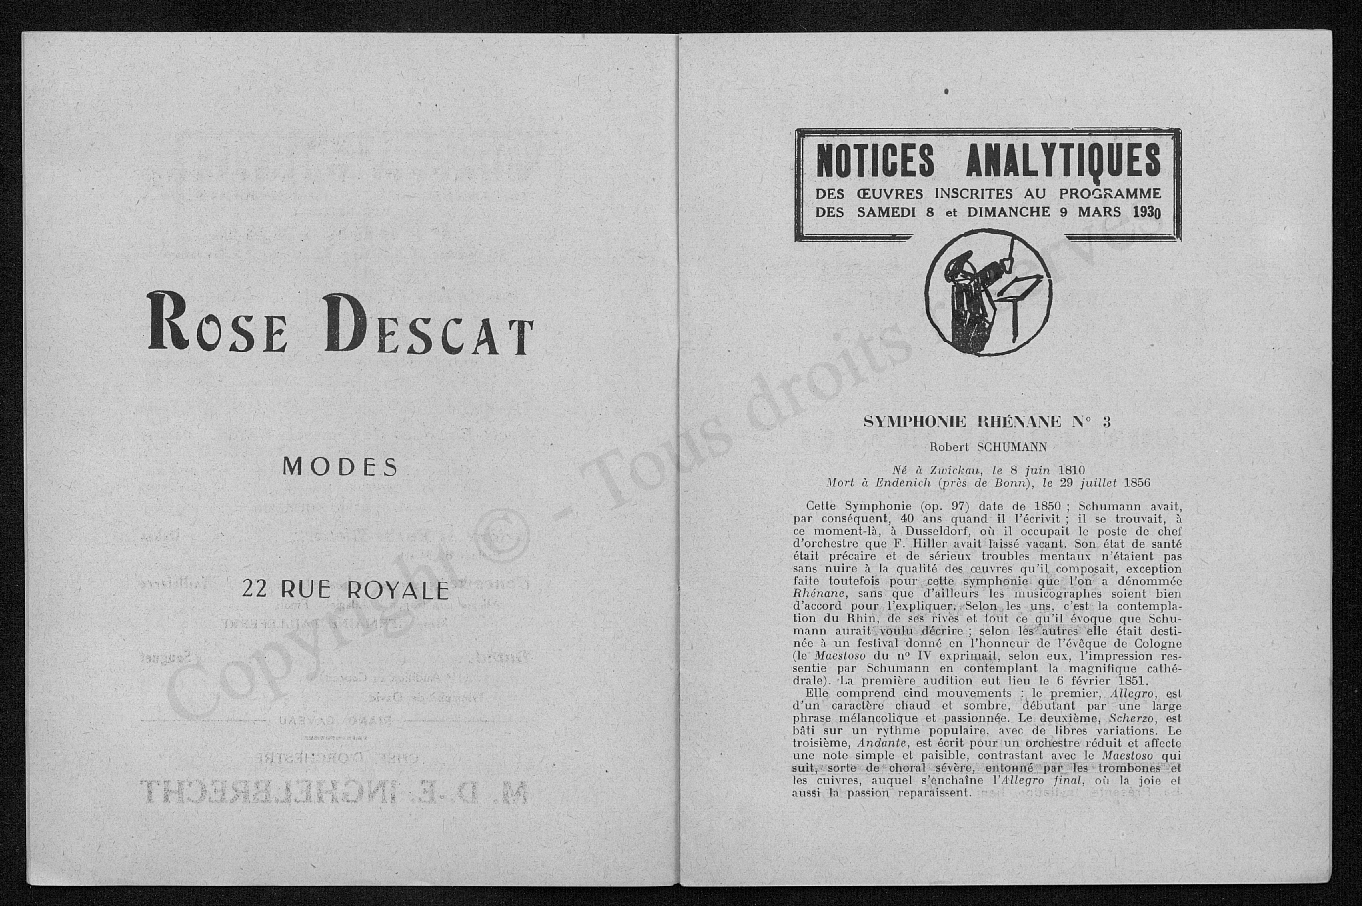 ROSE DESCAT
MODES
22 RUE ROYALE
NOTICES ANALYTIQUES
DES ŒUVRES INSCRITES AU PROGRAMME
DES SAMEDI 8 et DIMANCHE 9 MARS 1930
SYMPHONIE RHÉNANE N° 3
Robert SCHUMANN
Né à Zwickau, le 8 juin 1810
Mort à Endenich (près de Bonn), le 29 juillet 1856
Cette Symphonie (op. 97) date de 1850 ; Schumann avait,
par conséquent, 40 ans quand il l'écrivit ; il se trouvait, à
ce moment-là, à Dusseldorf, où il occupait le poste de chef
d'orchestre que F. Hiller avait laissé vacant. Son état de santé
était précaire et de sérieux troubles mentaux n'étaient pas
sans nuire à la qualité des œuvres qu'il composait, exception
faite toutefois pour cette symphonie que l'on a dénommée
Rhénane, sans que d'ailleurs les musicographes soient bien
d'accord pour l'expliquer. Selon les uns, c'est la contempla-
tion du Rhin, de ses rives et tout ce qu'il évoque que Schu-
mann aurait voulu décrire ; selon les autres elle était desti-
née à un festival donné en l'honneur de l'évêque de Cologne
(le Maestoso du n° IV exprimait, selon eux, l'impression res-
sentie par Schumann en contemplant la magnifique cathé-
drale). La première audition eut lieu le 6 février 1851.
Elle comprend cind mouvements : le premier, Allegro, est
d'un caractère chaud et sombre, débutant par une large
phrase mélancolique et passionnée. Le deuxième, Scherzo, est
bâti sur un rythme populaire, avec de libres variations. Le
troisième, Andante, est écrit pour un orchestre réduit et affecte
une note simple et paisible, contrastant avec le Maestoso qui
suit, sorte de choral sévère, entonné par les trombones et
les cuivres, auquel s'enchaîne l'Allegro final, où la joie et
aussi la passion reparaissent.
Copyright © - Tous droits réservés